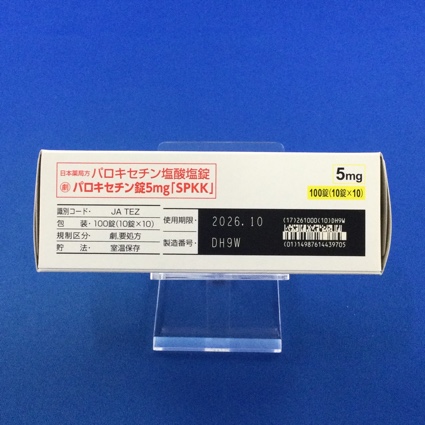 日本薬局方 パロキセチン塩酸塩錠
劇 パロキセチン錠5mg「SPKK」
識別コード・ JA TEZ
包装・ 100錠(10錠×10)
規制区分・ 劇,要処方
貯法・ 室温保存
使用期限・ 2026.10
製造番号・ DH9W
5mg
100錠(10錠×10)
(17)261000(10)DH9W
(01)14987614439705